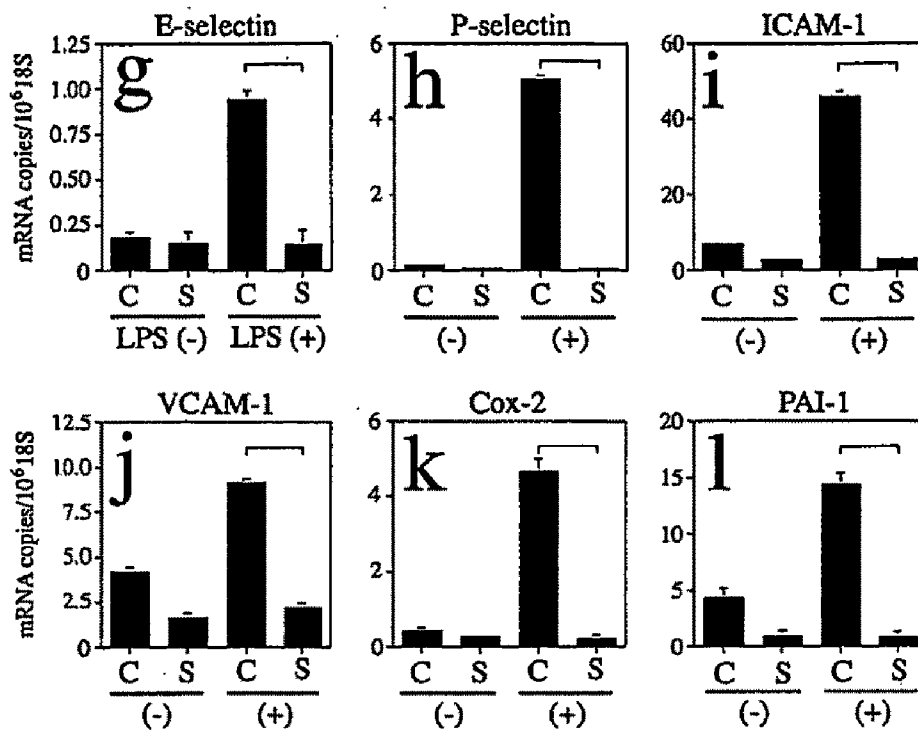 E-selectin
P-selectin
ICAM-1
mRNA copies/10⁶18S
1.25
1.00
0.75
0.50
0.25
0
g
C S C S
LPS (-) LPS (+)
6
4
2
0
h
C S C S
(-) (+)
60
40
20
0
i
C S C S
(-) (+)
VCAM-1
Cox-2
PAI-1
mRNA copies/10⁶18S
12.5
10.0
7.5
5.0
2.5
0
j
C S C S
(-) (+)
6
4
2
0
k
C S C S
(-) (+)
20
15
10
5
0
l
C S C S
(-) (+)